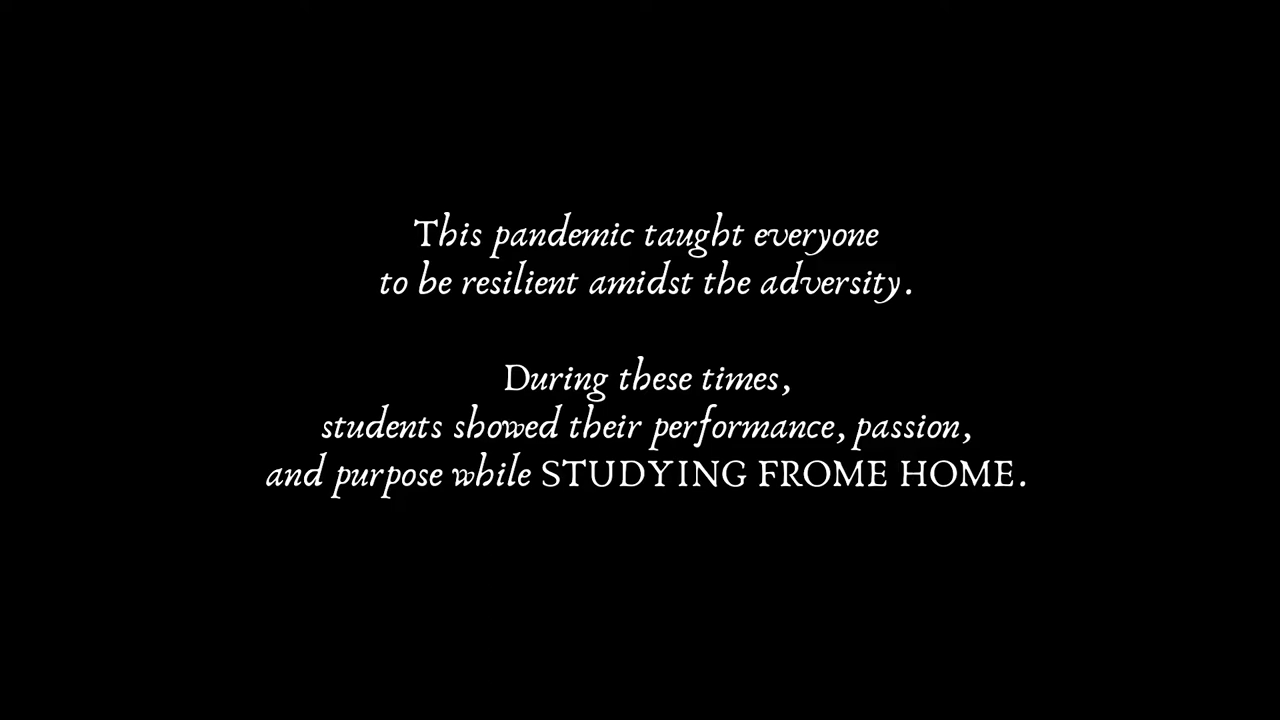 This pandemic taught everyone
to be resilient amidst the adversity.
During these times,
students showed their performance, passion,
and purpose while STUDYING FROME HOME.